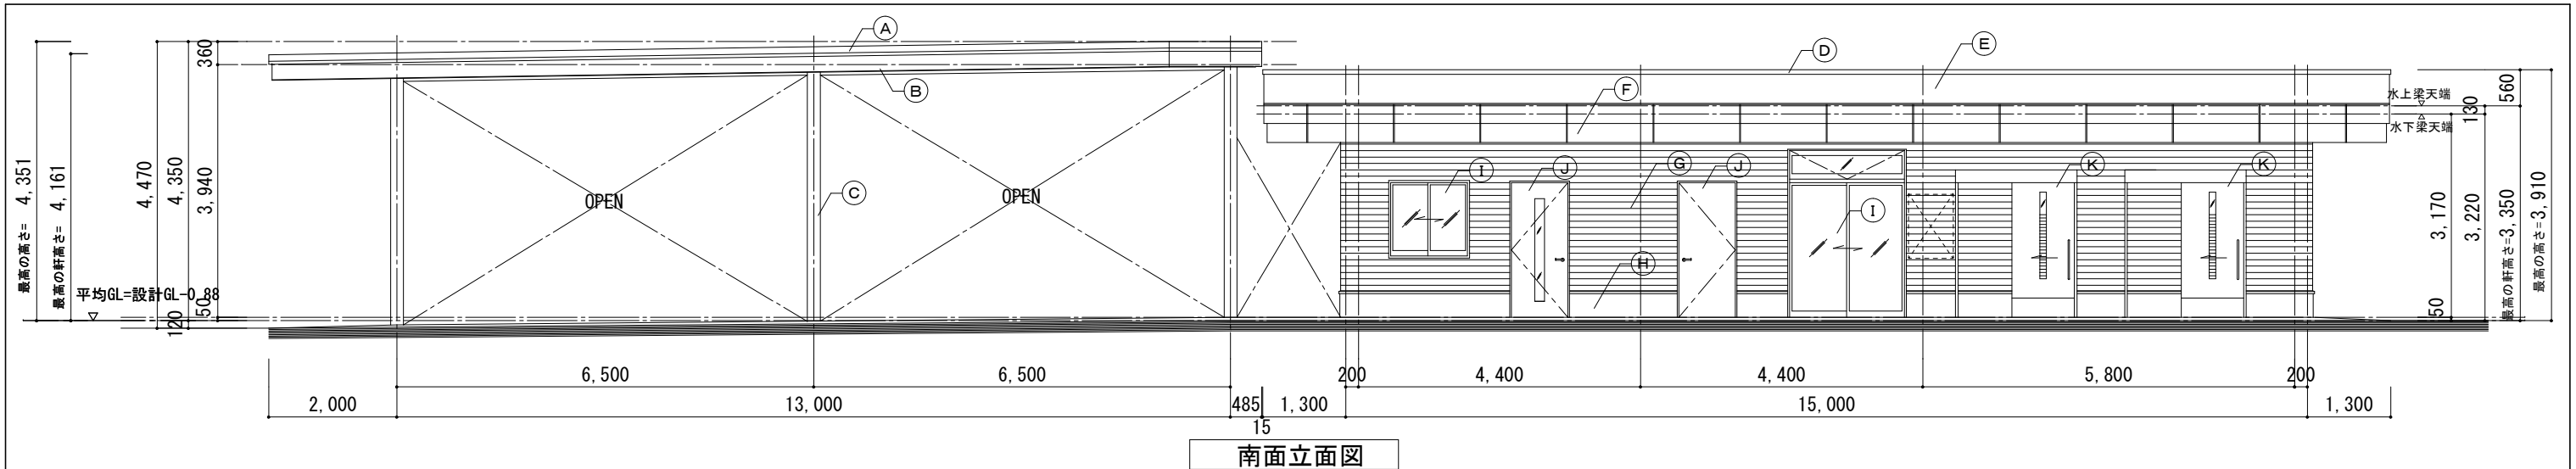 A
B
C
D
E
F
G
H
I
I
J
J
K
K
OPEN
OPEN
最高の高さ= 4,351
最高の軒高さ= 4,161
4,470
4,350
3,940
360
50
120
平均GL=設計GL-0.88
水上梁天端
水下梁天端
560
130
3,170
3,220
50
最高の軒高さ=3,350
最高の高さ=3,910
6,500
6,500
200
4,400
4,400
5,800
200
2,000
13,000
485
15
1,300
15,000
1,300
南面立面図